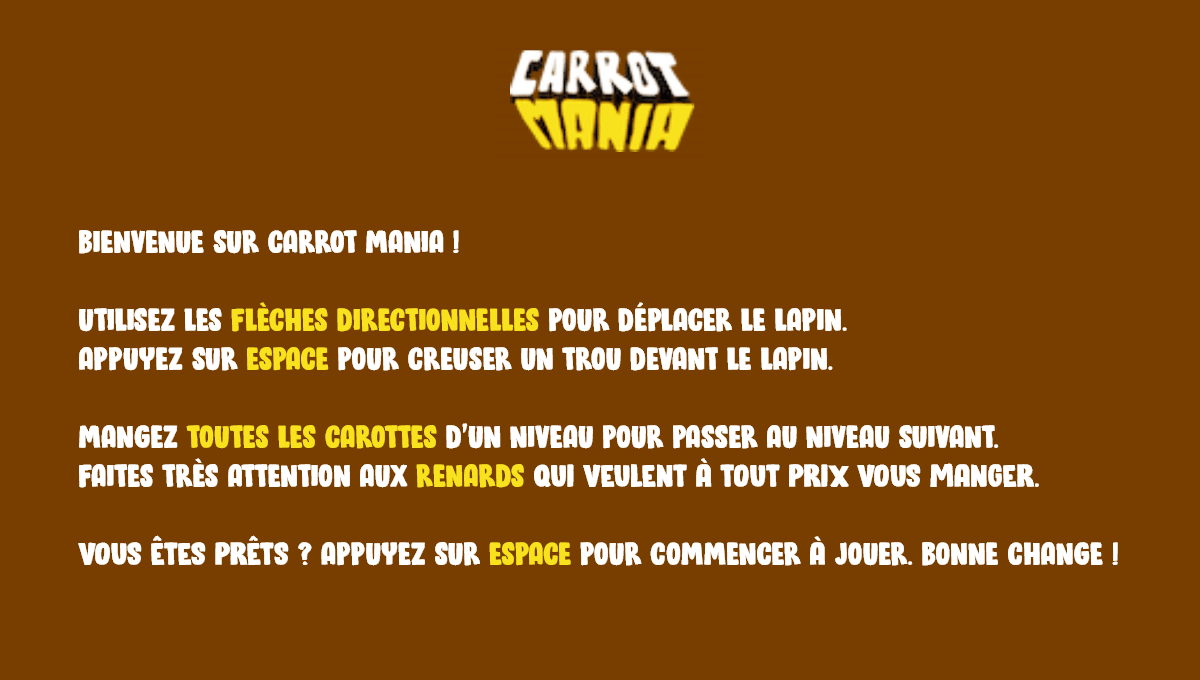 CARROT
MANIA
BIENVENUE SUR CARROT MANIA !
UTILISEZ LES FLÈCHES DIRECTIONNELLES POUR DÉPLACER LE LAPIN.
APPUYEZ SUR ESPACE POUR CREUSER UN TROU DEVANT LE LAPIN.
MANGEZ TOUTES LES CAROTTES D'UN NIVEAU POUR PASSER AU NIVEAU SUIVANT.
FAITES TRÈS ATTENTION AUX RENARDS QUI VEULENT À TOUT PRIX VOUS MANGER.
VOUS ÊTES PRÊTS ? APPUYEZ SUR ESPACE POUR COMMENCER À JOUER. BONNE CHANGE !